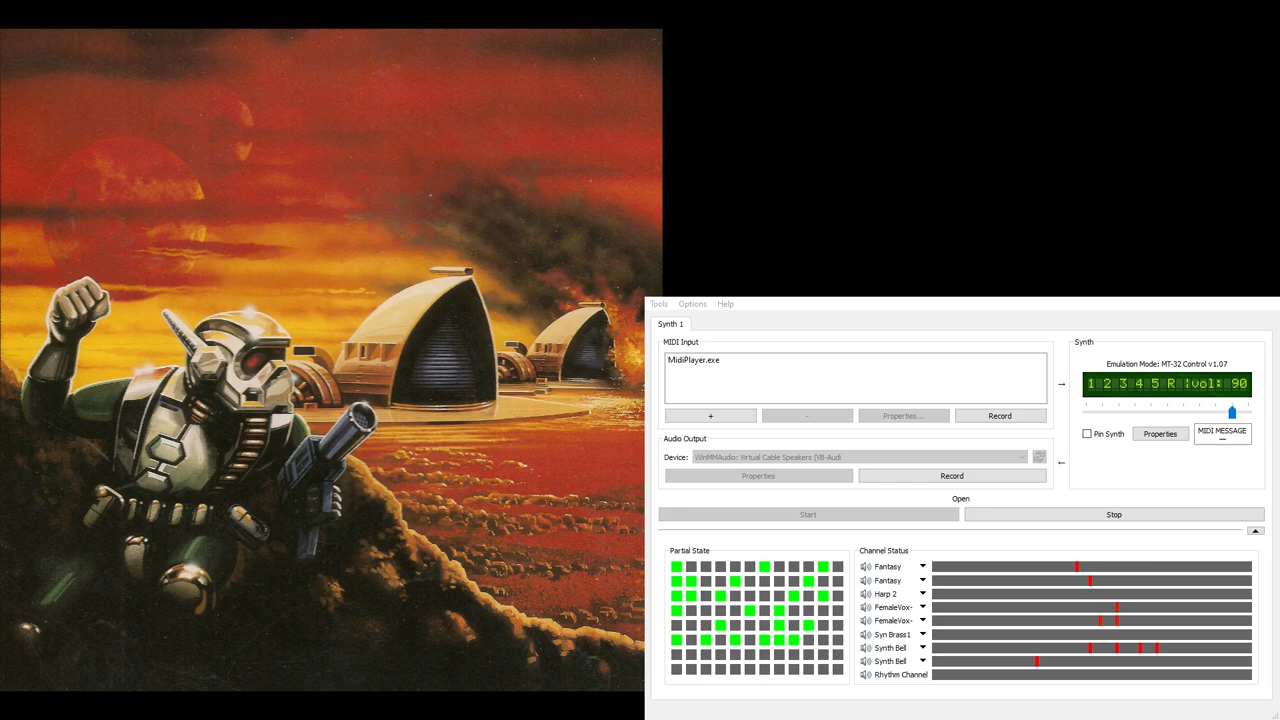 Tools Options Help
Synth 1
MIDI Input
MidiPlayer.exe
+ - Properties... Record
Audio Output
Device: WinMMAudio: Virtual Cable Speakers (VB-Audi
Properties Record
Synth
Emulation Mode: MT-32 Control v1.07
1 2 3 4 5 R |vol: 90
Pin Synth Properties MIDI MESSAGE
Open
Start Stop
Partial State
Channel Status
Fantasy
Fantasy
Harp 2
FemaleVox-
FemaleVox-
Syn Brass1
Synth Bell
Synth Bell
Rhythm Channel